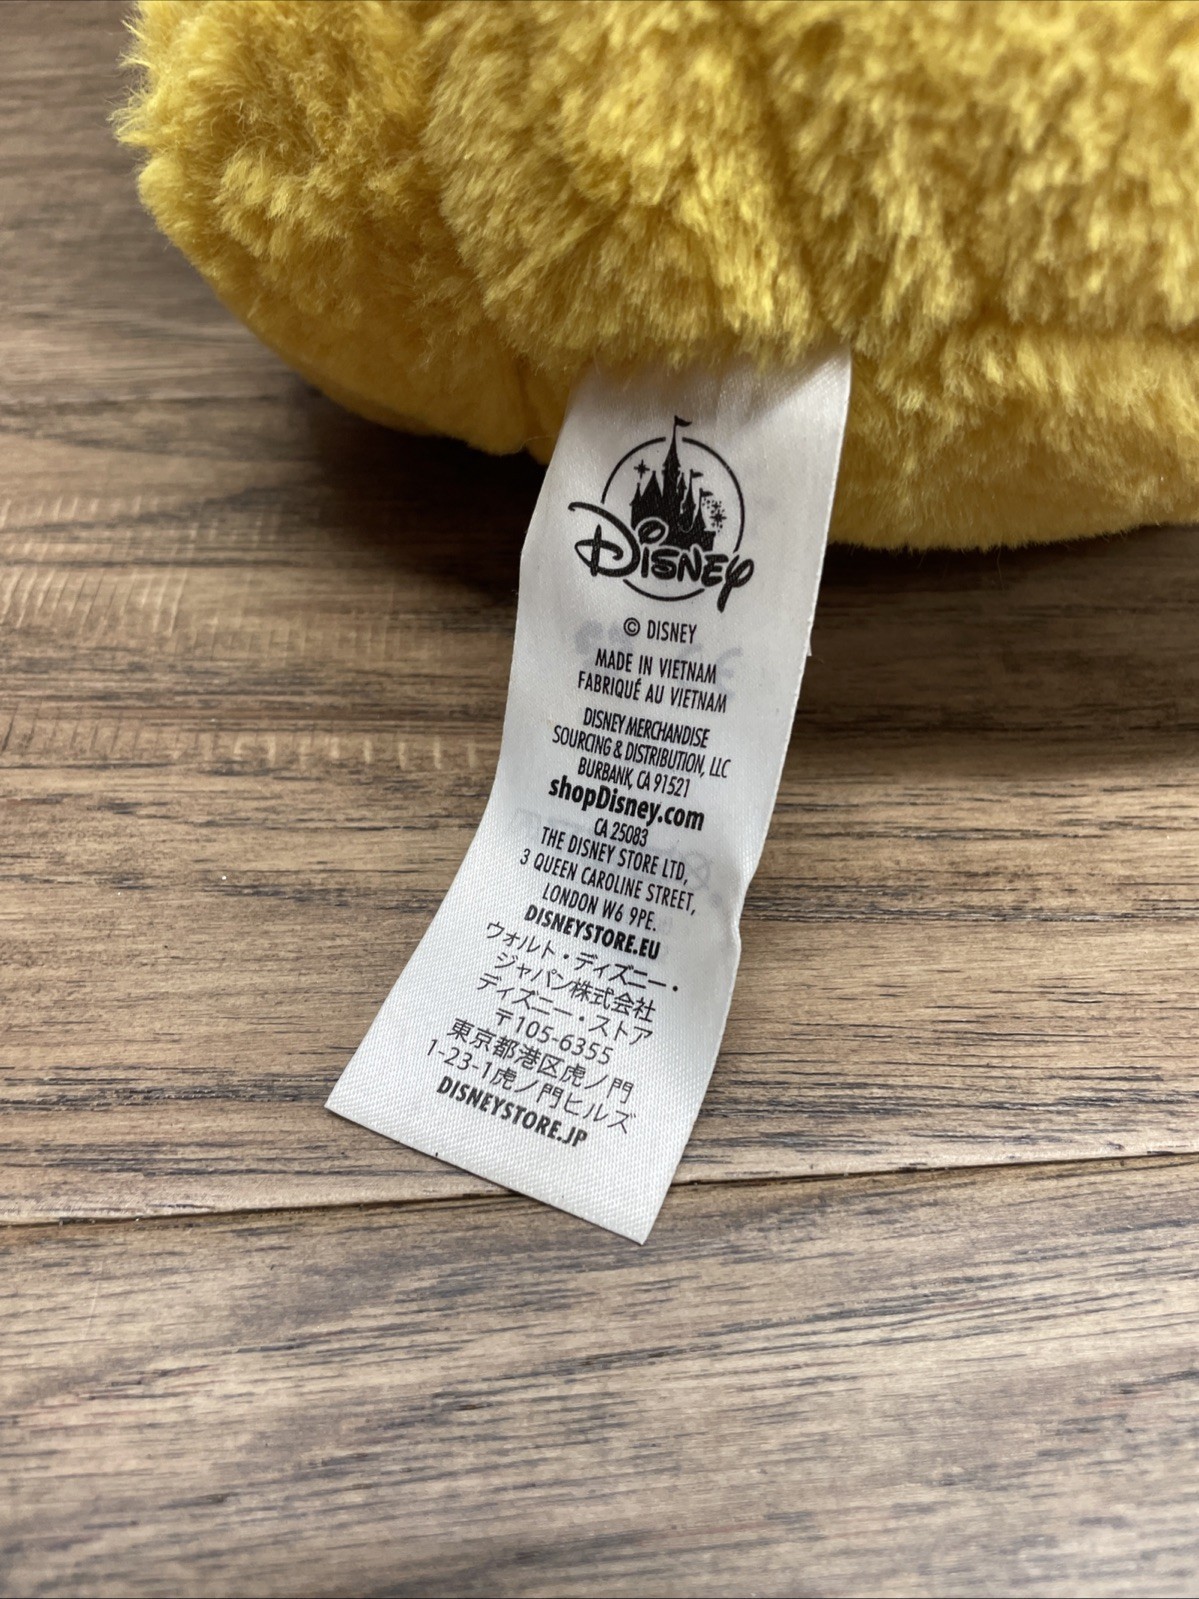 Disney
© DISNEY
MADE IN VIETNAM
FABRIQUÉ AU VIETNAM
DISNEY MERCHANDISE
SOURCING & DISTRIBUTION, LLC
BURBANK, CA 91521
shopDisney.com
CA 25083
THE DISNEY STORE LTD,
3 QUEEN CAROLINE STREET,
LONDON W6 9PE.
DISNEYSTORE.EU
ウォルト・ディズニー・
ジャパン株式会社
ディズニー・ストア
〒105-6355
東京都港区虎ノ門
1-23-1虎ノ門ヒルズ
DISNEYSTORE.JP